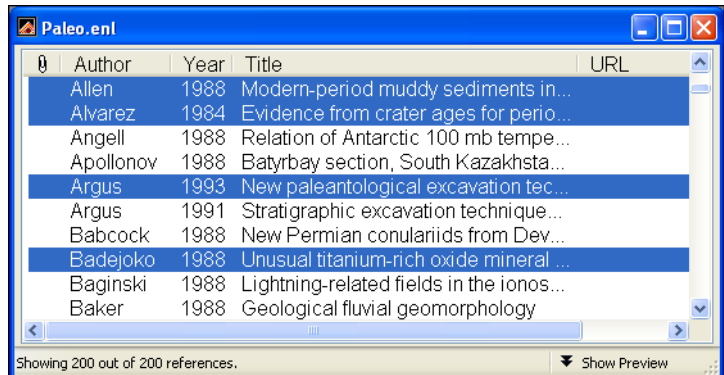 Paleo.enl
Author Year Title URL
Allen 1988 Modern-period muddy sediments in...
Alvarez 1984 Evidence from crater ages for perio...
Angell 1988 Relation of Antarctic 100 mb tempe...
Apollonov 1988 Batyrbay section, South Kazakhsta...
Argus 1993 New paleantological excavation tec...
Argus 1991 Stratigraphic excavation technique...
Babcock 1988 New Permian conulariids from Dev...
Badejoko 1988 Unusual titanium-rich oxide mineral ...
Baginski 1988 Lightning-related fields in the ionos...
Baker 1988 Geological fluvial geomorphology
Showing 200 out of 200 references. Show Preview